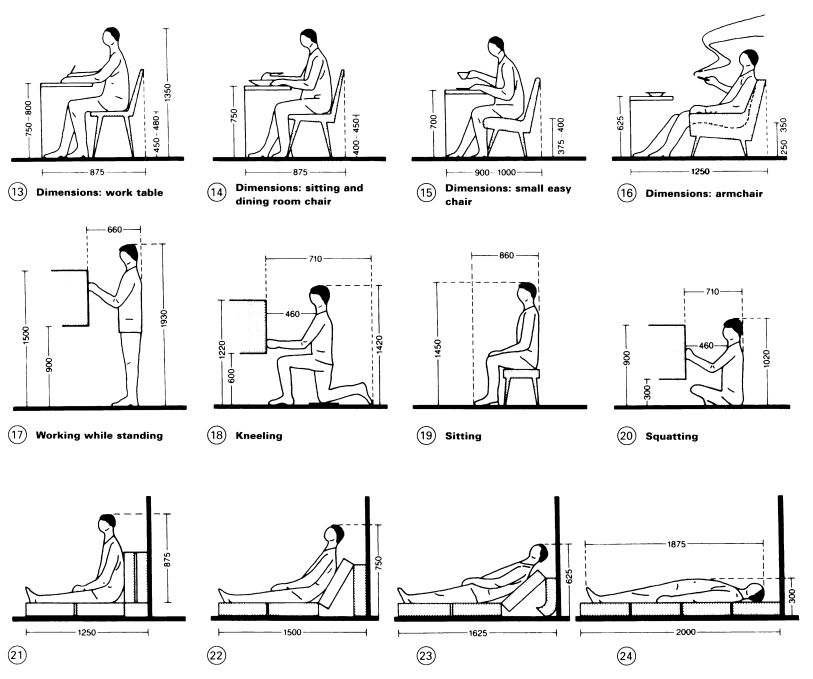 750 - 800
450 - 480
1350
875
13 Dimensions: work table
750
400 - 450
875
14 Dimensions: sitting and
dining room chair
700
375 - 400
900 - 1000
15 Dimensions: small easy
chair
625
250 350
1250
16 Dimensions: armchair
660
1500
900
1930
17 Working while standing
710
460
1220
600
1420
18 Kneeling
860
1450
19 Sitting
710
460
900
300
1020
20 Squatting
875
1250
21
750
1500
22
625
1625
23
1875
300
2000
24